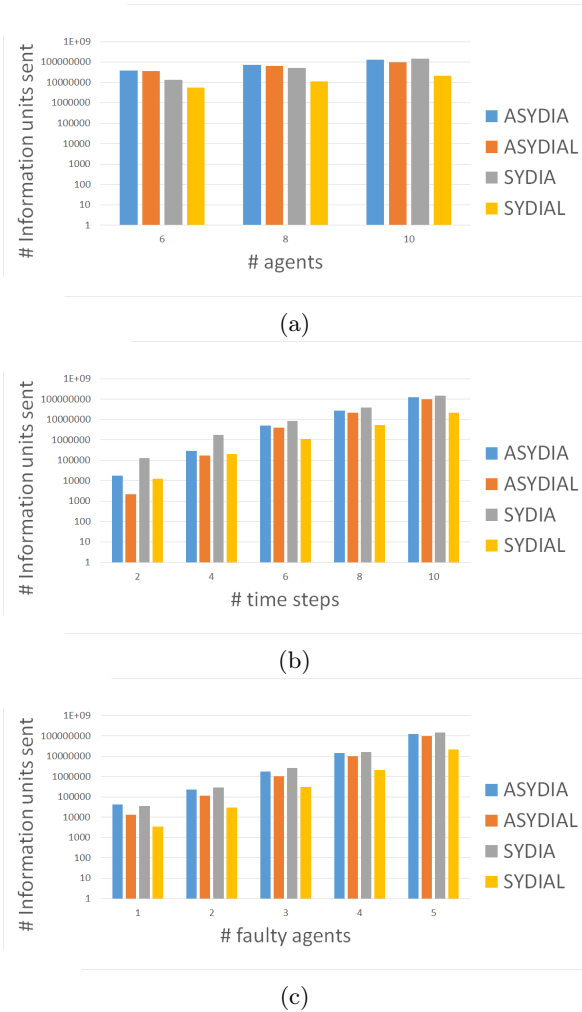 # Information units sent
1E+09
100000000
10000000
1000000
100000
10000
1000
100
10
1
6 8 10
# agents
ASYDIA
ASYDIAL
SYDIA
SYDIAL
(a)
# Information units sent
1E+09
100000000
10000000
1000000
100000
10000
1000
100
10
1
2 4 6 8 10
# time steps
ASYDIA
ASYDIAL
SYDIA
SYDIAL
(b)
# Information units sent
1E+09
100000000
10000000
1000000
100000
10000
1000
100
10
1
1 2 3 4 5
# faulty agents
ASYDIA
ASYDIAL
SYDIA
SYDIAL
(c)